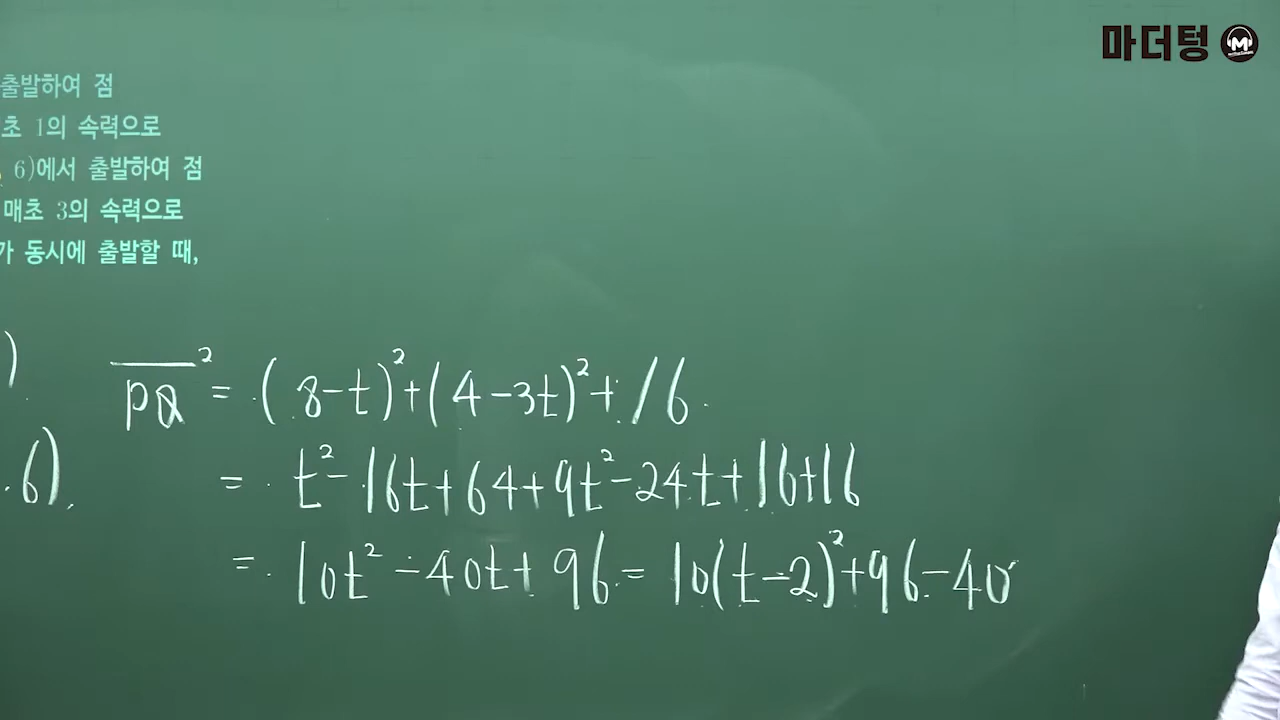 마더텅 M
출발하여 점
초 1의 속력으로
6)에서 출발하여 점
매초 3의 속력으로
가 동시에 출발할 때,
)
PQ² = (8-t)²+(4-3t)²+16
.6)
= t²-16t+64+9t²-24t+16+16
= 10t²-40t+96 = 10(t-2)²+96-40